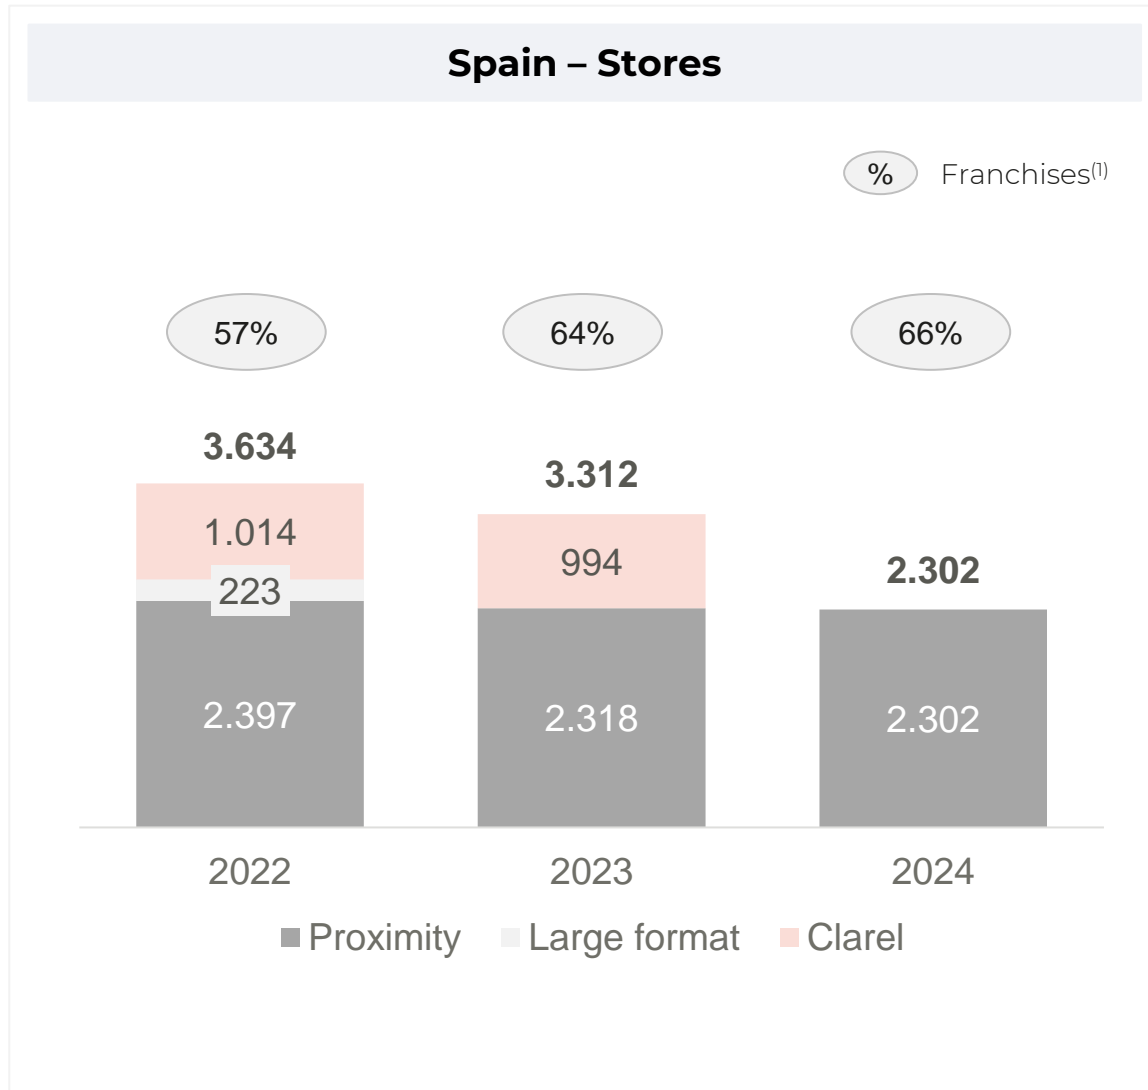 Spain – Stores
% Franchises(1)
57% 64% 66%
3.634 3.312 2.302
1.014 994
223
2.397 2.318 2.302
2022 2023 2024
Proximity Large format Clarel